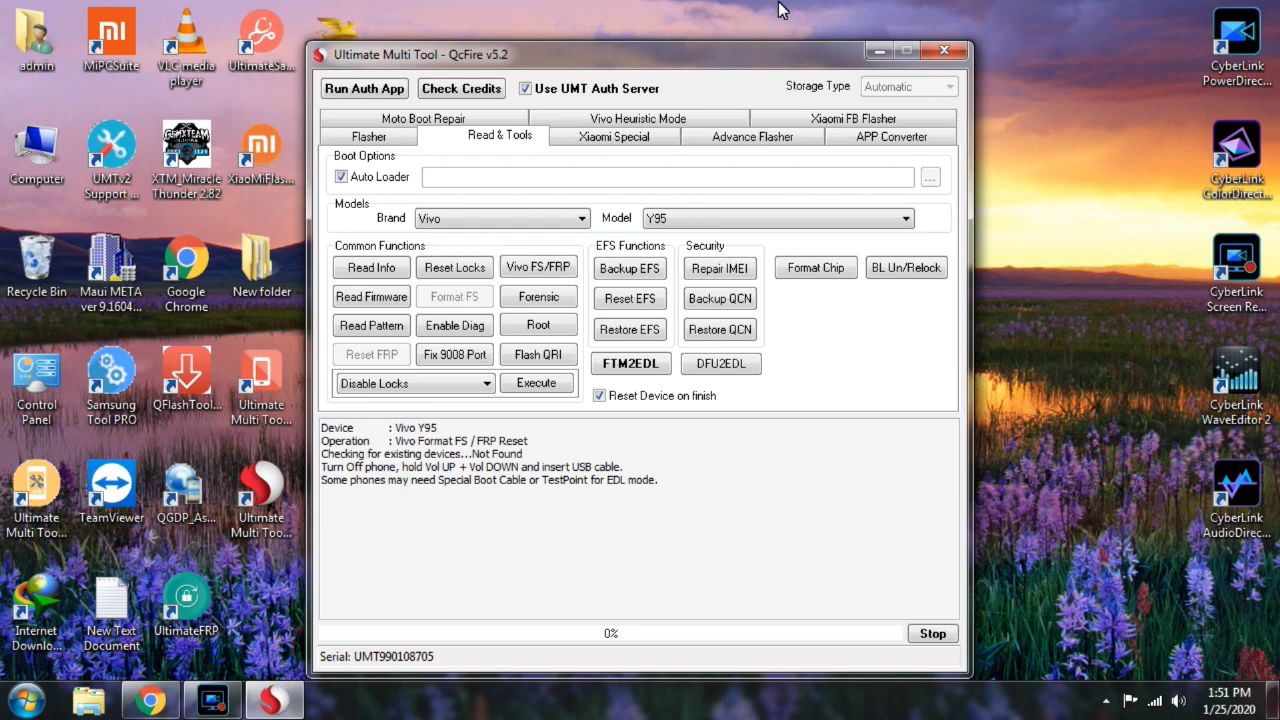 admin
MiPCSuite
VLC media
player
UltimateSa...
Computer
UMTv2
Support ...
GSMXTEAM
XTM_Miracle
Thunder 2.82
XiaoMiFlas...
Recycle Bin
Maui META
ver 9.1604...
Google
Chrome
New folder
Control
Panel
Samsung
Tool PRO
QFlashTool...
Ultimate
Multi Too...
Ultimate
Multi Too...
TeamViewer
QGDP_As...
Ultimate
Multi Too...
Internet
Downlo...
New Text
Document
UltimateFRP
Ultimate Multi Tool - QcFire v5.2
Run Auth App Check Credits Use UMT Auth Server Storage Type Automatic
Moto Boot Repair Vivo Heuristic Mode Xiaomi FB Flasher
Flasher Read & Tools Xiaomi Special Advance Flasher APP Converter
Boot Options
Auto Loader ...
Models
Brand Vivo Model Y95
Common Functions EFS Functions Security
Read Info Reset Locks Vivo FS/FRP Backup EFS Repair IMEI Format Chip BL Un/Relock
Read Firmware Format FS Forensic Reset EFS Backup QCN
Read Pattern Enable Diag Root Restore EFS Restore QCN
Reset FRP Fix 9008 Port Flash QRI FTM2EDL DFU2EDL
Disable Locks Execute Reset Device on finish
Device : Vivo Y95
Operation : Vivo Format FS / FRP Reset
Checking for existing devices...Not Found
Turn Off phone, hold Vol UP + Vol DOWN and insert USB cable.
Some phones may need Special Boot Cable or TestPoint for EDL mode.
0% Stop
Serial: UMT990108705
CyberLink
PowerDirec...
CyberLink
ColorDirect...
CyberLink
Screen Re...
CyberLink
WaveEditor 2
CyberLink
AudioDirec...
1:51 PM
1/25/2020